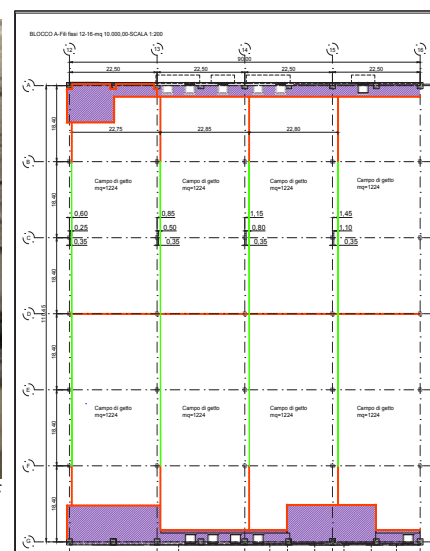 BLOCCO A-Fili fissi 12-16-mq 10.000,00-SCALA 1:200
12 13 14 15 16
90,00
22,50 22,50 22,50 22,50
A
18,40
22,75 22,85 22,80
B
Campo di getto Campo di getto Campo di getto Campo di getto
mq=1224 mq=1224 mq=1224 mq=1224
18,40
0,60 0,85 1,15 1,45
C
0,25 0,50 0,80 1,10
0,35 0,35 0,35 0,35
18,40
D
18,40
E
Campo di getto Campo di getto Campo di getto Campo di getto
mq=1224 mq=1224 mq=1224 mq=1224
18,40
F
18,40
G